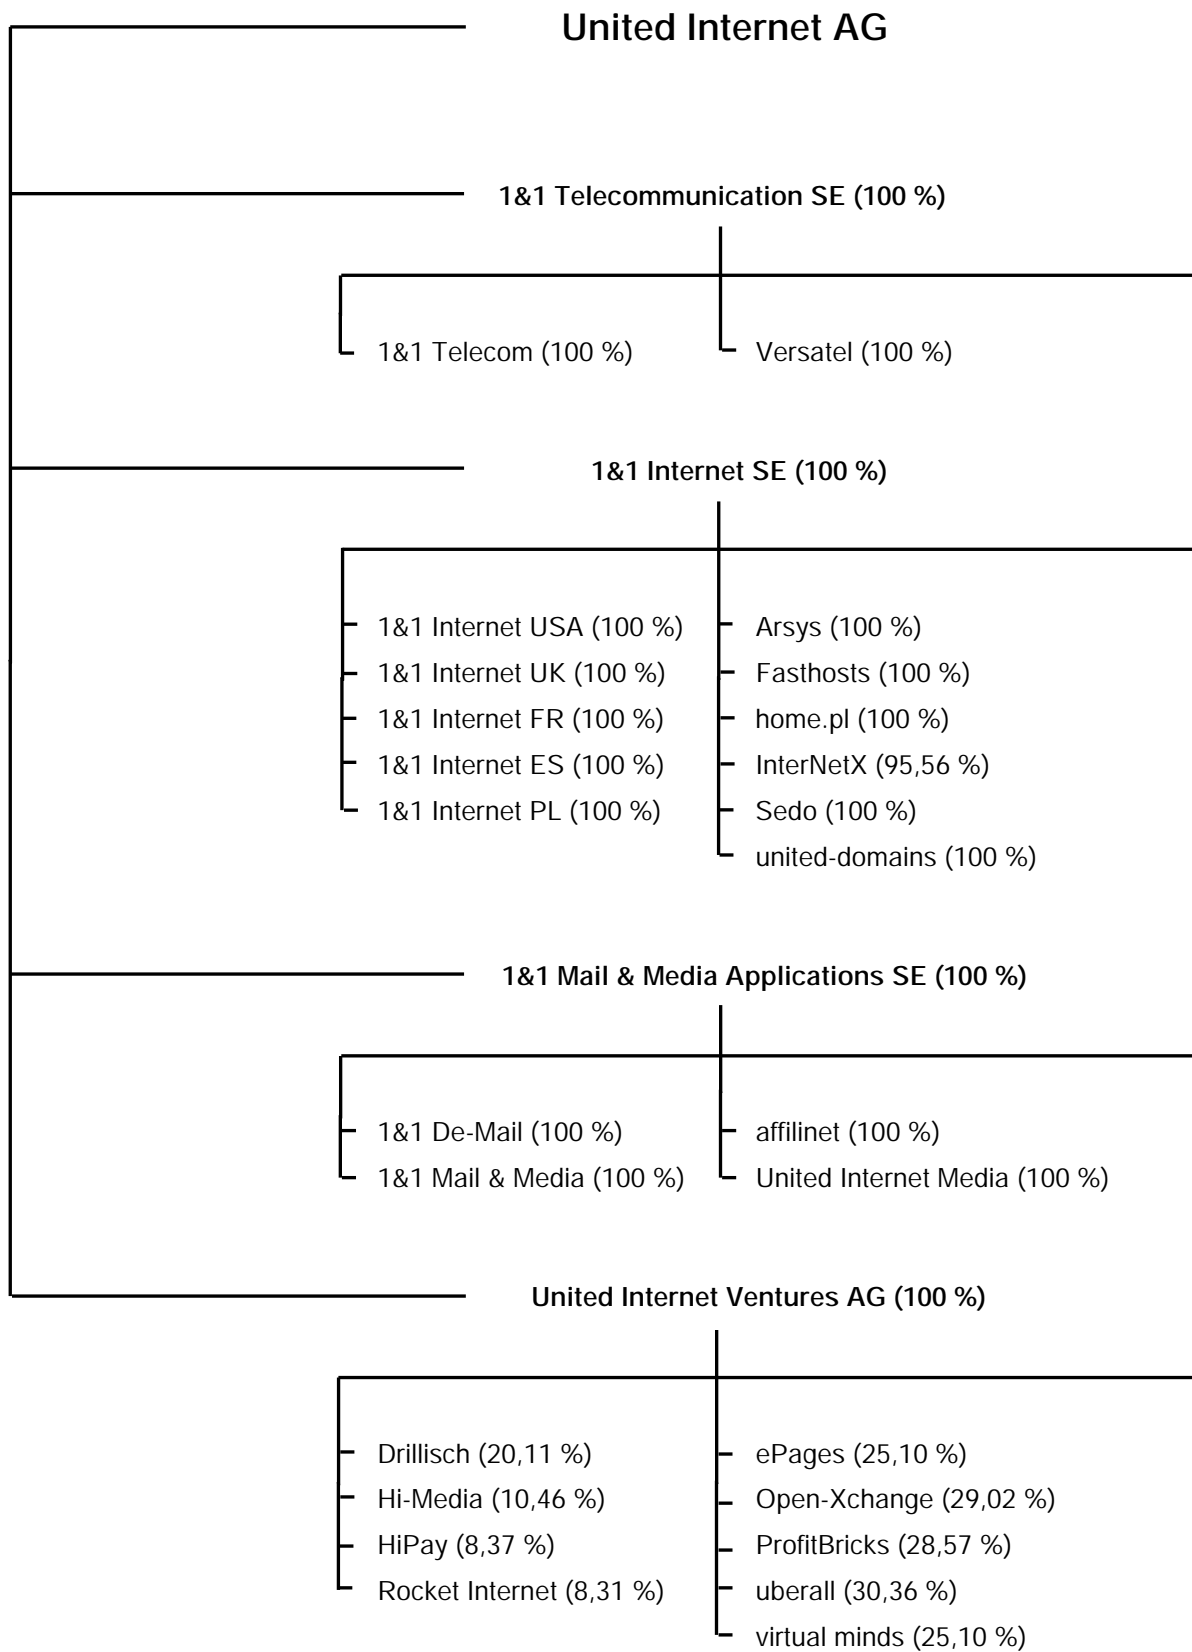 United Internet AG
1&1 Telecommunication SE (100 %)
1&1 Telecom (100 %)
Versatel (100 %)
1&1 Internet SE (100 %)
1&1 Internet USA (100 %)
1&1 Internet UK (100 %)
1&1 Internet FR (100 %)
1&1 Internet ES (100 %)
1&1 Internet PL (100 %)
Arsys (100 %)
Fasthosts (100 %)
home.pl (100 %)
InterNetX (95,56 %)
Sedo (100 %)
united-domains (100 %)
1&1 Mail & Media Applications SE (100 %)
1&1 De-Mail (100 %)
1&1 Mail & Media (100 %)
affilinet (100 %)
United Internet Media (100 %)
United Internet Ventures AG (100 %)
Drillisch (20,11 %)
Hi-Media (10,46 %)
HiPay (8,37 %)
Rocket Internet (8,31 %)
ePages (25,10 %)
Open-Xchange (29,02 %)
ProfitBricks (28,57 %)
uberall (30,36 %)
virtual minds (25,10 %)